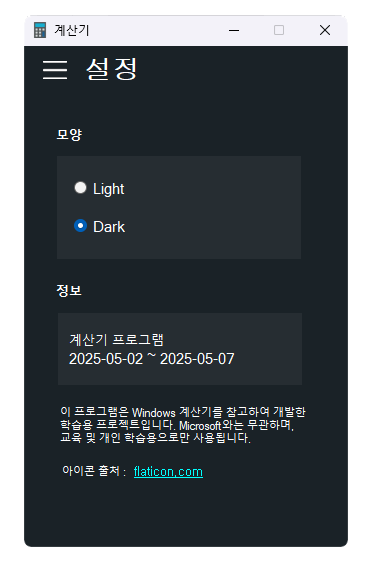 계산기
설정
모양
Light
Dark
정보
계산기 프로그램
2025-05-02 ~ 2025-05-07
이 프로그램은 Windows 계산기를 참고하여 개발한
학습용 프로젝트입니다. Microsoft와는 무관하며,
교육 및 개인 학습용으로만 사용됩니다.
아이콘 출처 : flaticon.com